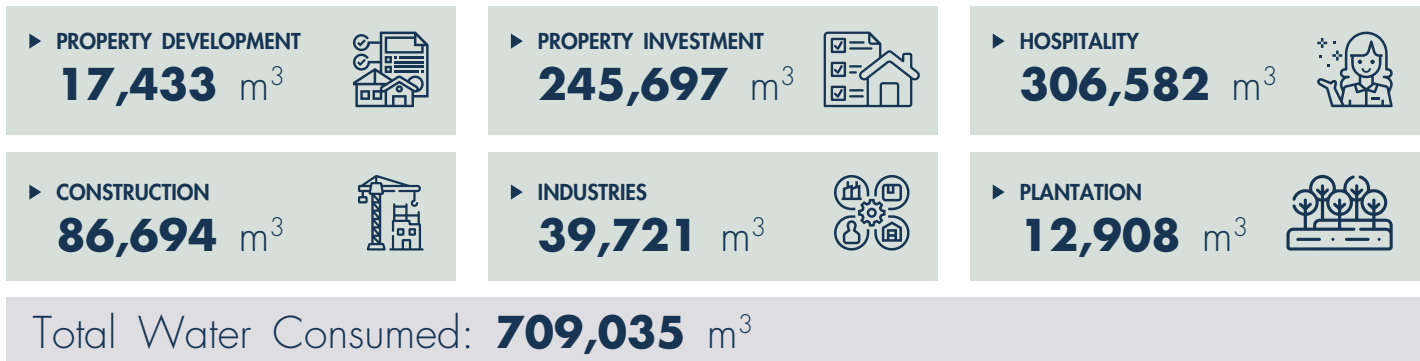 PROPERTY DEVELOPMENT
17,433 m³
PROPERTY INVESTMENT
245,697 m³
HOSPITALITY
306,582 m³
CONSTRUCTION
86,694 m³
INDUSTRIES
39,721 m³
PLANTATION
12,908 m³
Total Water Consumed: 709,035 m³